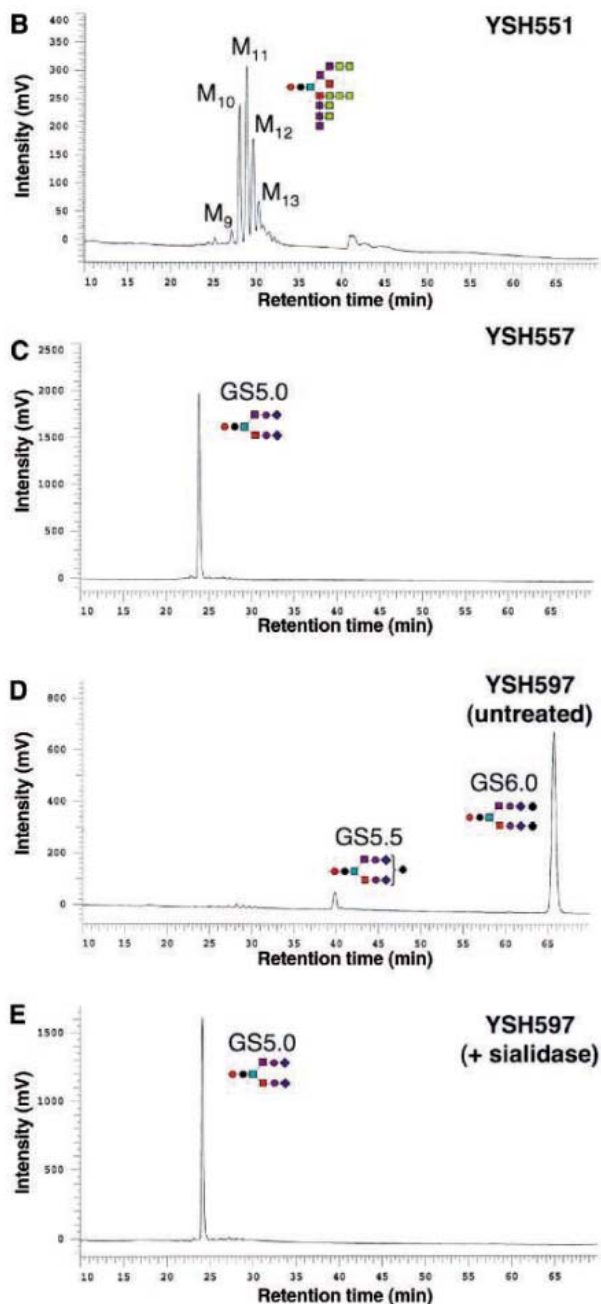 B
YSH551
Intensity (mV)
400
350
300
250
200
150
100
50
0
M9
M10
M11
M12
M13
10 15 20 25 30 35 40 45 50 55 60 65
Retention time (min)
C
YSH557
Intensity (mV)
2500
2000
1500
1000
500
0
GS5.0
10 15 20 25 30 35 40 45 50 55 60 65
Retention time (min)
D
YSH597
(untreated)
Intensity (mV)
800
600
400
200
0
GS5.5
GS6.0
10 15 20 25 30 35 40 45 50 55 60 65
Retention time (min)
E
YSH597
(+ sialidase)
Intensity (mV)
1500
1000
500
0
GS5.0
10 15 20 25 30 35 40 45 50 55 60 65
Retention time (min)